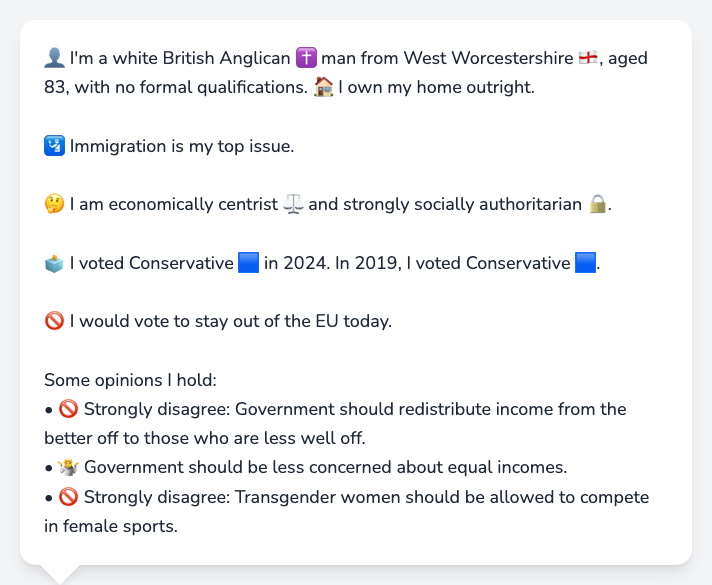 👤 I'm a white British Anglican ✝️ man from West Worcestershire 🏴󠁧󠁢󠁥󠁮󠁧󠁿, aged
83, with no formal qualifications. 🏠 I own my home outright.
🛂 Immigration is my top issue.
🤔 I am economically centrist ⚖️ and strongly socially authoritarian 🔒.
🗳️ I voted Conservative 🟦 in 2024. In 2019, I voted Conservative 🟦.
🚫 I would vote to stay out of the EU today.
Some opinions I hold:
• 🚫 Strongly disagree: Government should redistribute income from the
better off to those who are less well off.
• 🤷 Government should be less concerned about equal incomes.
• 🚫 Strongly disagree: Transgender women should be allowed to compete
in female sports.